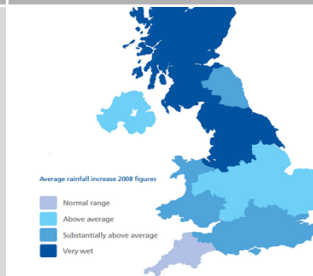 Average rainfall increase 2008 figures
Normal range
Above average
Substantially above average
Very wet